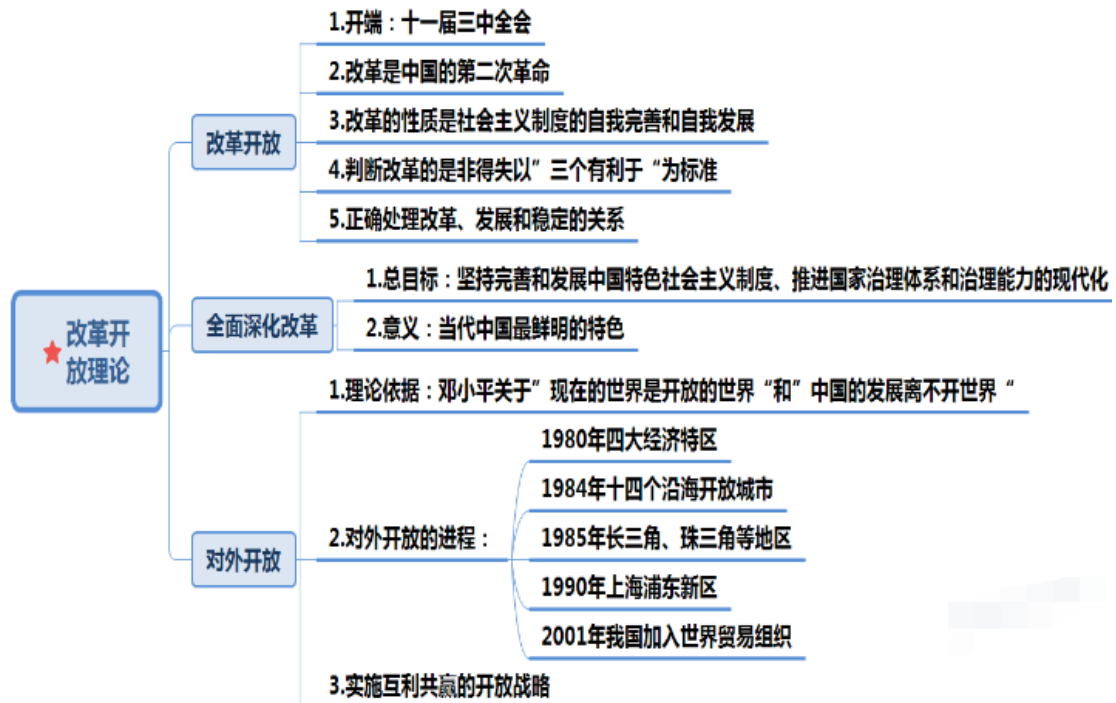 改革开
放理论
改革开放
1.开端：十一届三中全会
2.改革是中国的第二次革命
3.改革的性质是社会主义制度的自我完善和自我发展
4.判断改革的是非得失以”三个有利于“为标准
5.正确处理改革、发展和稳定的关系
全面深化改革
1.总目标：坚持完善和发展中国特色社会主义制度、推进国家治理体系和治理能力的现代化
2.意义：当代中国最鲜明的特色
对外开放
1.理论依据：邓小平关于”现在的世界是开放的世界“和”中国的发展离不开世界“
2.对外开放的进程：
1980年四大经济特区
1984年十四个沿海开放城市
1985年长三角、珠三角等地区
1990年上海浦东新区
2001年我国加入世界贸易组织
3.实施互利共赢的开放战略